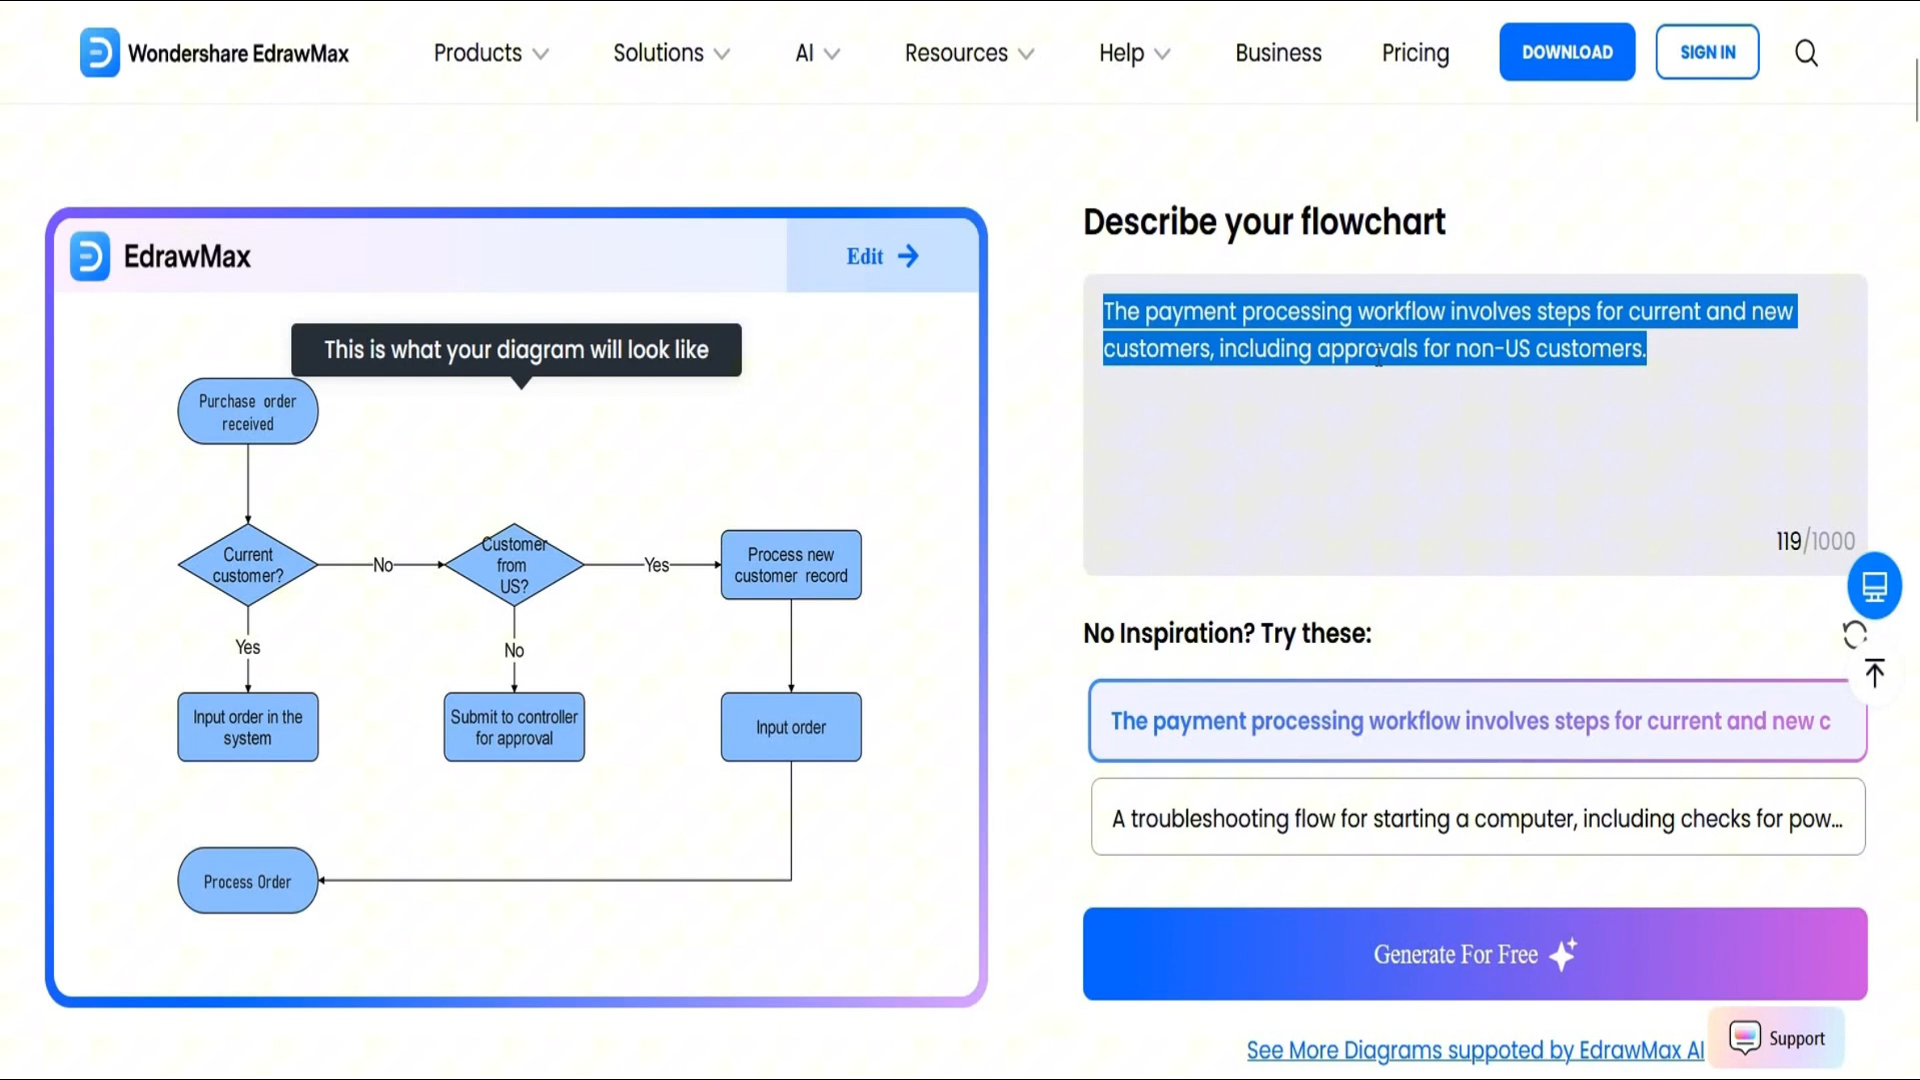 Wondershare EdrawMax
Products
Solutions
AI
Resources
Help
Business
Pricing
DOWNLOAD
SIGN IN
EdrawMax
Edit
This is what your diagram will look like
Purchase order
received
Current
customer?
No
Customer
from
US?
Yes
Process new
customer record
Yes
No
Input order in the
system
Submit to controller
for approval
Input order
Process Order
Describe your flowchart
The payment processing workflow involves steps for current and new
customers, including approvals for non-US customers.
119/1000
No Inspiration? Try these:
The payment processing workflow involves steps for current and new c
A troubleshooting flow for starting a computer, including checks for pow...
Generate For Free
See More Diagrams suppoted by EdrawMax AI
Support